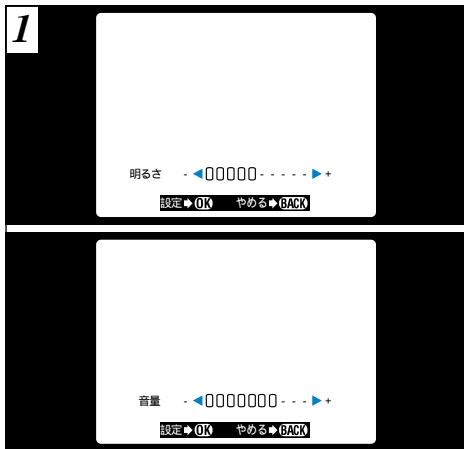 1
明るさ - ◀00000-----▶ +
設定➧OK やめる➧BACK
音量 - ◀0000000---▶ +
設定➧OK やめる➧BACK